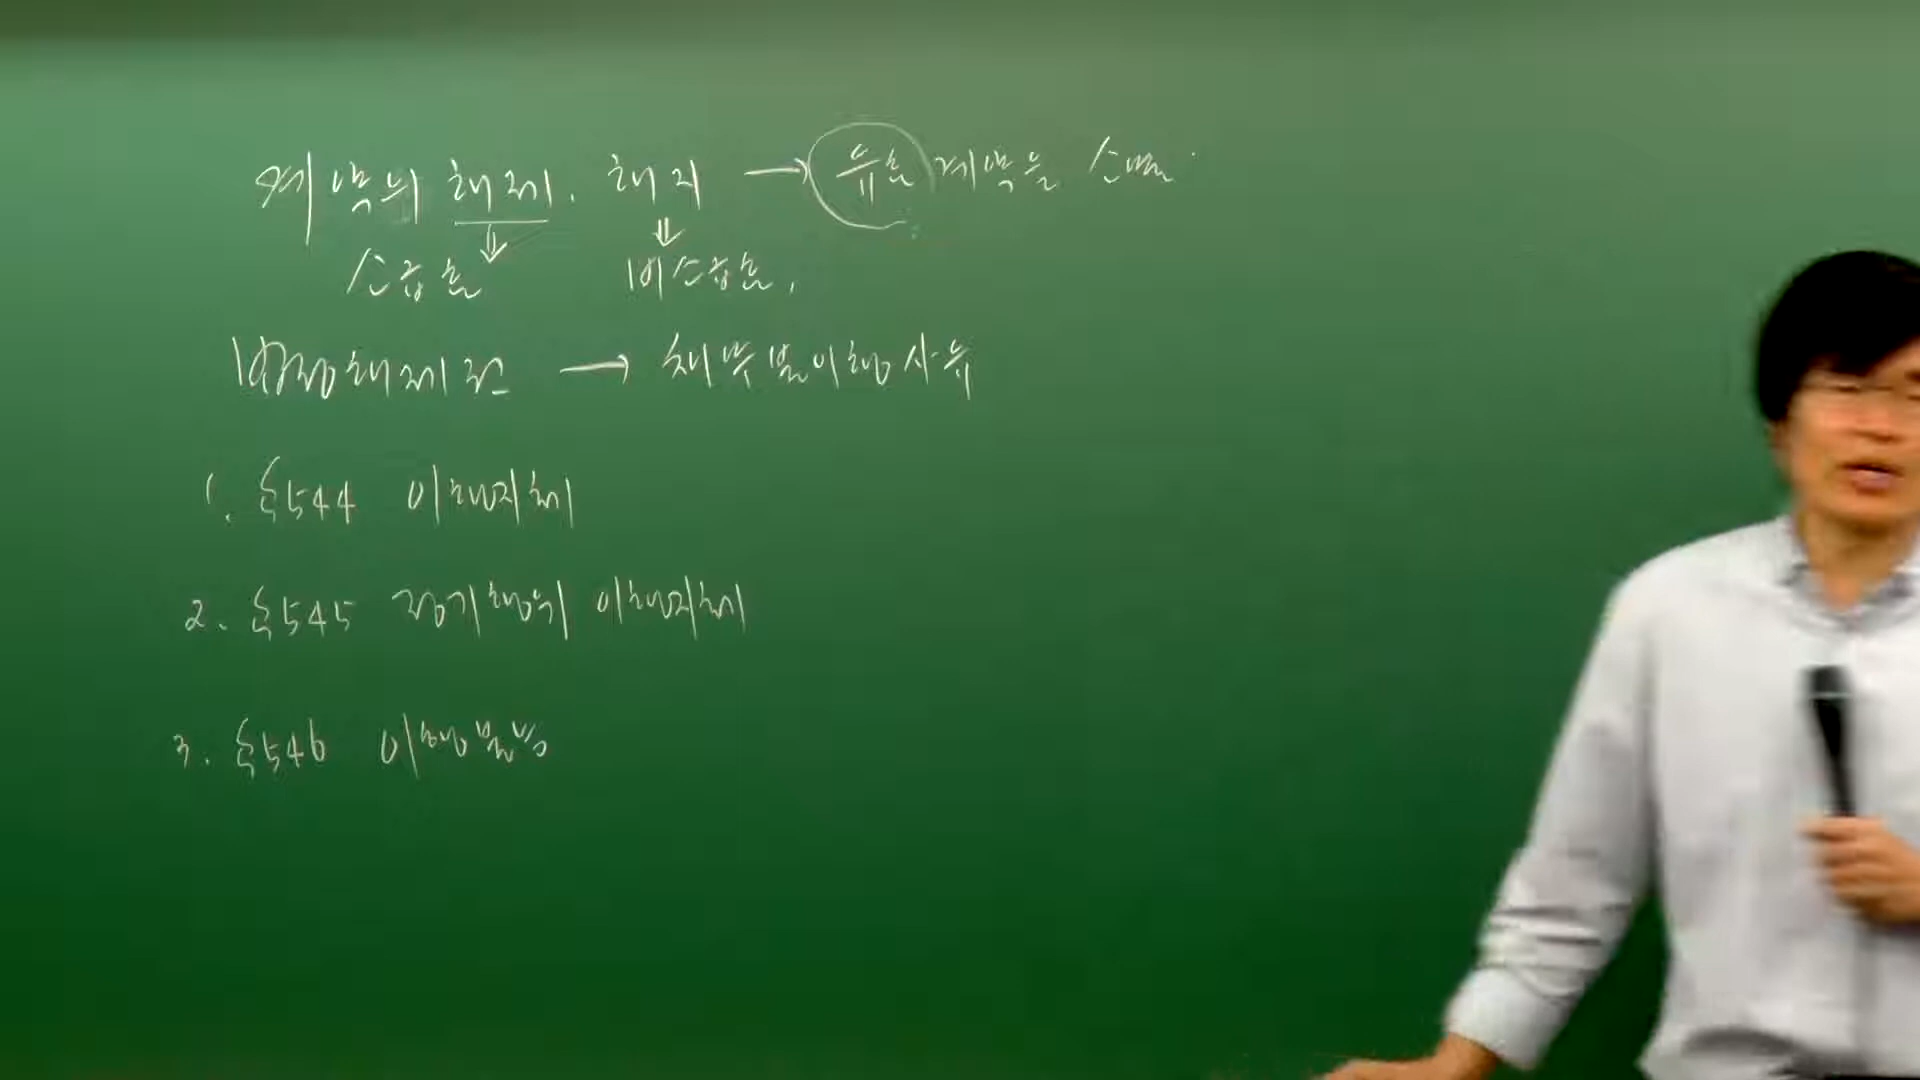 계약의 해제. 해지 → 유효 계약을 소멸.
⇓ ⇓
소급효 비소급효,
법정해제권 → 채무불이행사유
1. §544 이행지체
2. §545 정기행위 이행지체
3. §546 이행불능